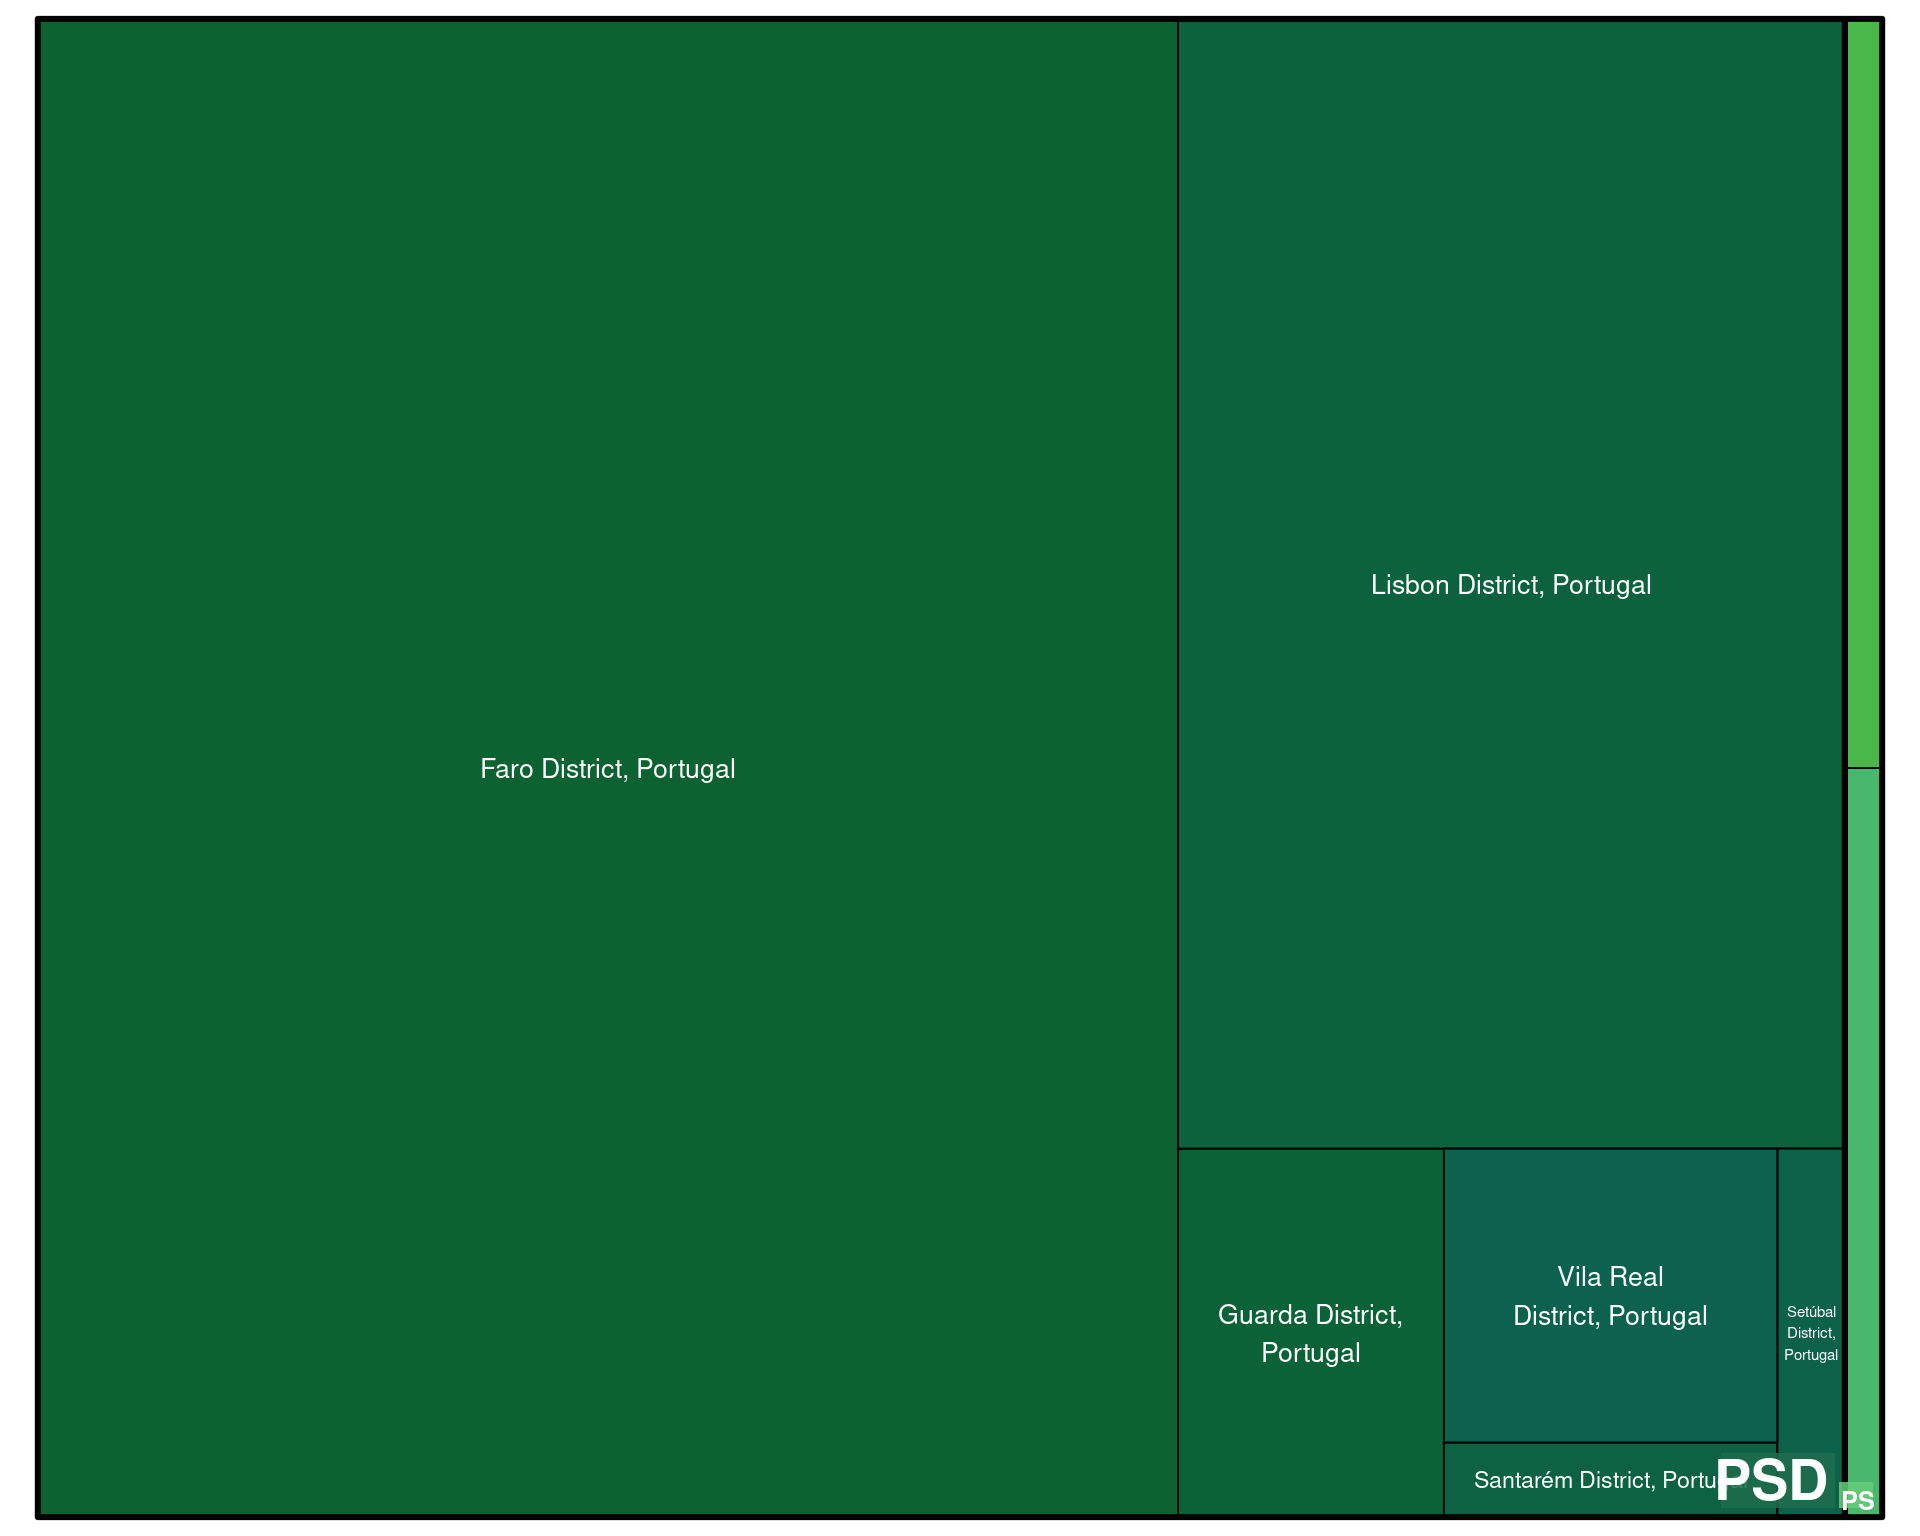 Faro District, Portugal
Lisbon District, Portugal
Guarda District,
Portugal
Vila Real
District, Portugal
Setúbal
District,
Portugal
Santarém District, Portu
PSD
PS